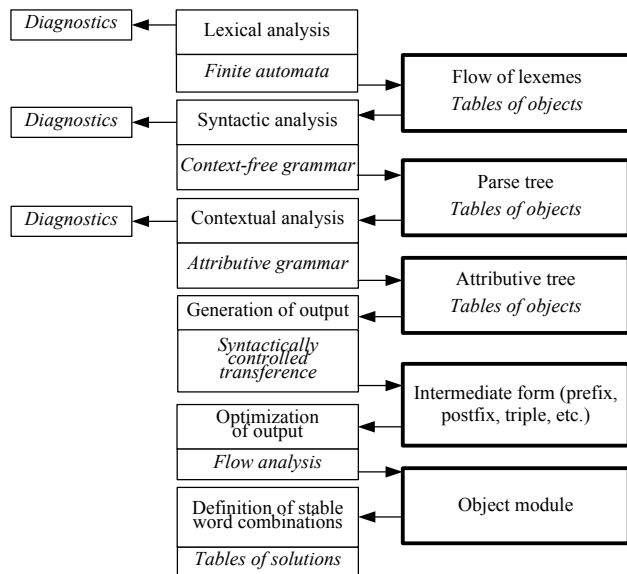 Diagnostics
Lexical analysis
Finite automata
Flow of lexemes
Tables of objects
Diagnostics
Syntactic analysis
Context-free grammar
Parse tree
Tables of objects
Diagnostics
Contextual analysis
Attributive grammar
Attributive tree
Tables of objects
Generation of output
Syntactically
controlled
transference
Intermediate form (prefix,
postfix, triple, etc.)
Optimization
of output
Flow analysis
Object module
Definition of stable
word combinations
Tables of solutions